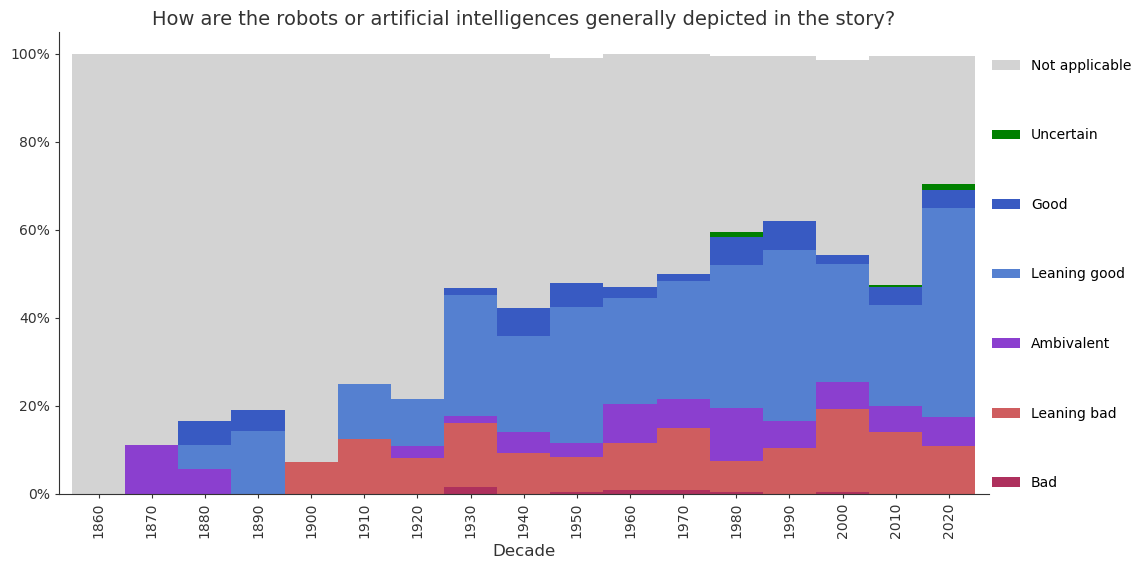 How are the robots or artificial intelligences generally depicted in the story?
100%
80%
60%
40%
20%
0%
1860
1870
1880
1890
1900
1910
1920
1930
1940
1950
1960
1970
1980
1990
2000
2010
2020
Decade
Not applicable
Uncertain
Good
Leaning good
Ambivalent
Leaning bad
Bad